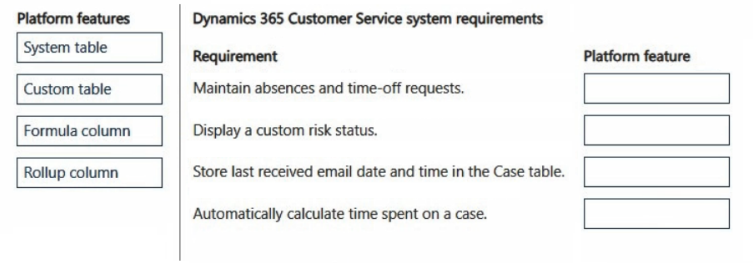 Platform features
System table
Custom table
Formula column
Rollup column
Dynamics 365 Customer Service system requirements
Requirement
Platform feature
Maintain absences and time-off requests.
Display a custom risk status.
Store last received email date and time in the Case table.
Automatically calculate time spent on a case.